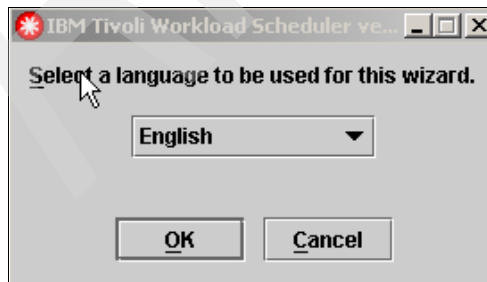 IBM Tivoli Workload Scheduler ve...
Select a language to be used for this wizard.
English
OK
Cancel